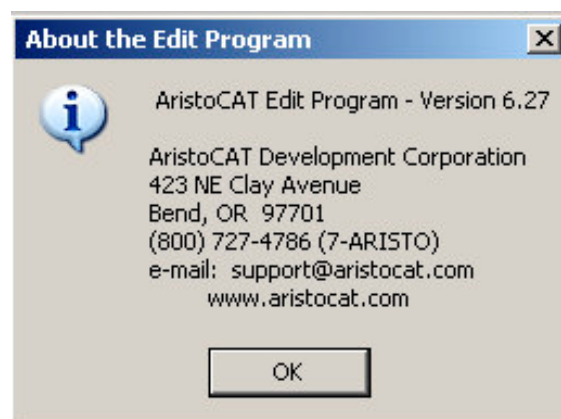 About the Edit Program
AristoCAT Edit Program - Version 6.27
AristoCAT Development Corporation
423 NE Clay Avenue
Bend, OR  97701
(800) 727-4786 (7-ARISTO)
e-mail:  support@aristocat.com
www.aristocat.com
OK